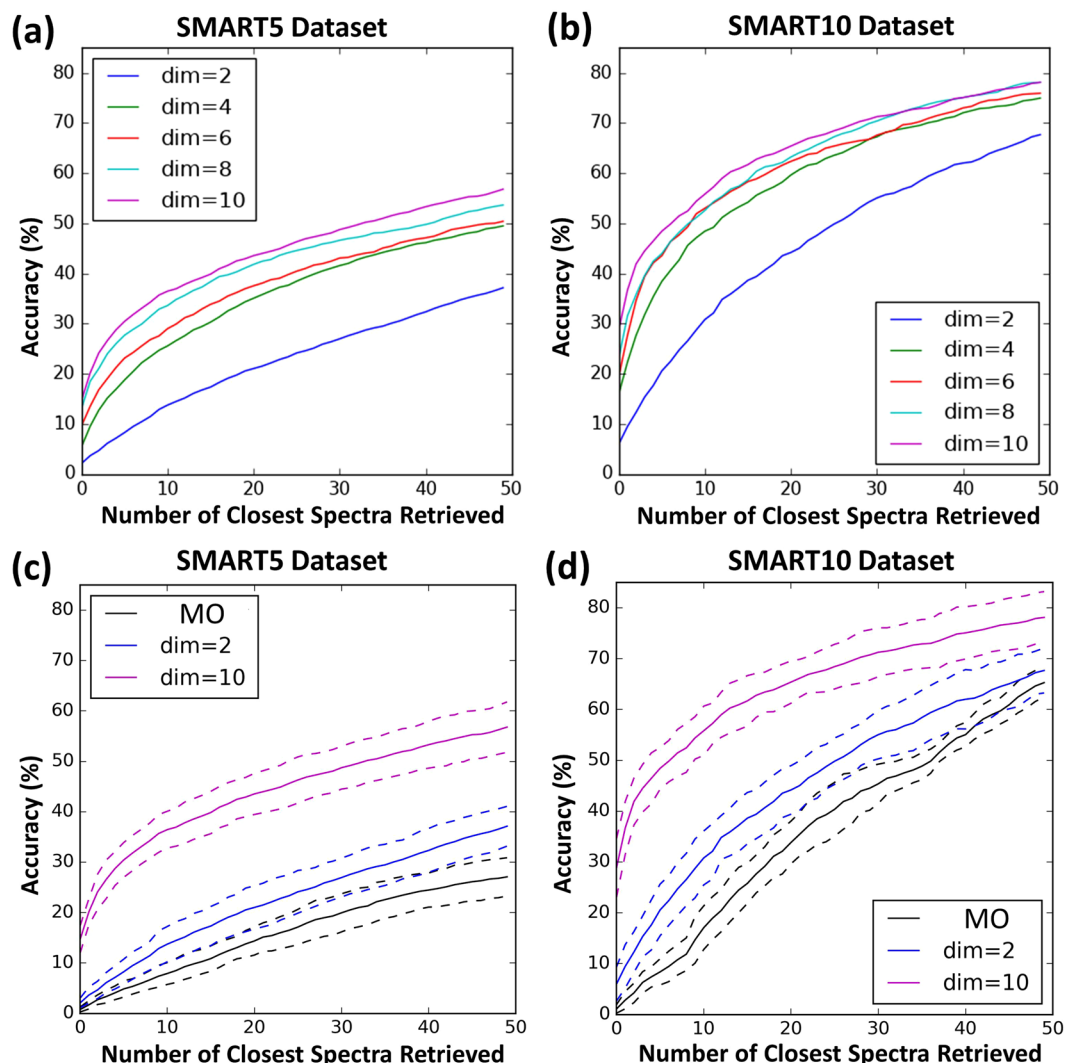 (a)
SMART5 Dataset
dim=2
dim=4
dim=6
dim=8
dim=10
Accuracy (%)
80
70
60
50
40
30
20
10
0
0 10 20 30 40 50
Number of Closest Spectra Retrieved
(b)
SMART10 Dataset
dim=2
dim=4
dim=6
dim=8
dim=10
Accuracy (%)
80
70
60
50
40
30
20
10
0
0 10 20 30 40 50
Number of Closest Spectra Retrieved
(c)
SMART5 Dataset
MO
dim=2
dim=10
Accuracy (%)
80
70
60
50
40
30
20
10
0
0 10 20 30 40 50
Number of Closest Spectra Retrieved
(d)
SMART10 Dataset
MO
dim=2
dim=10
Accuracy (%)
80
70
60
50
40
30
20
10
0
0 10 20 30 40 50
Number of Closest Spectra Retrieved